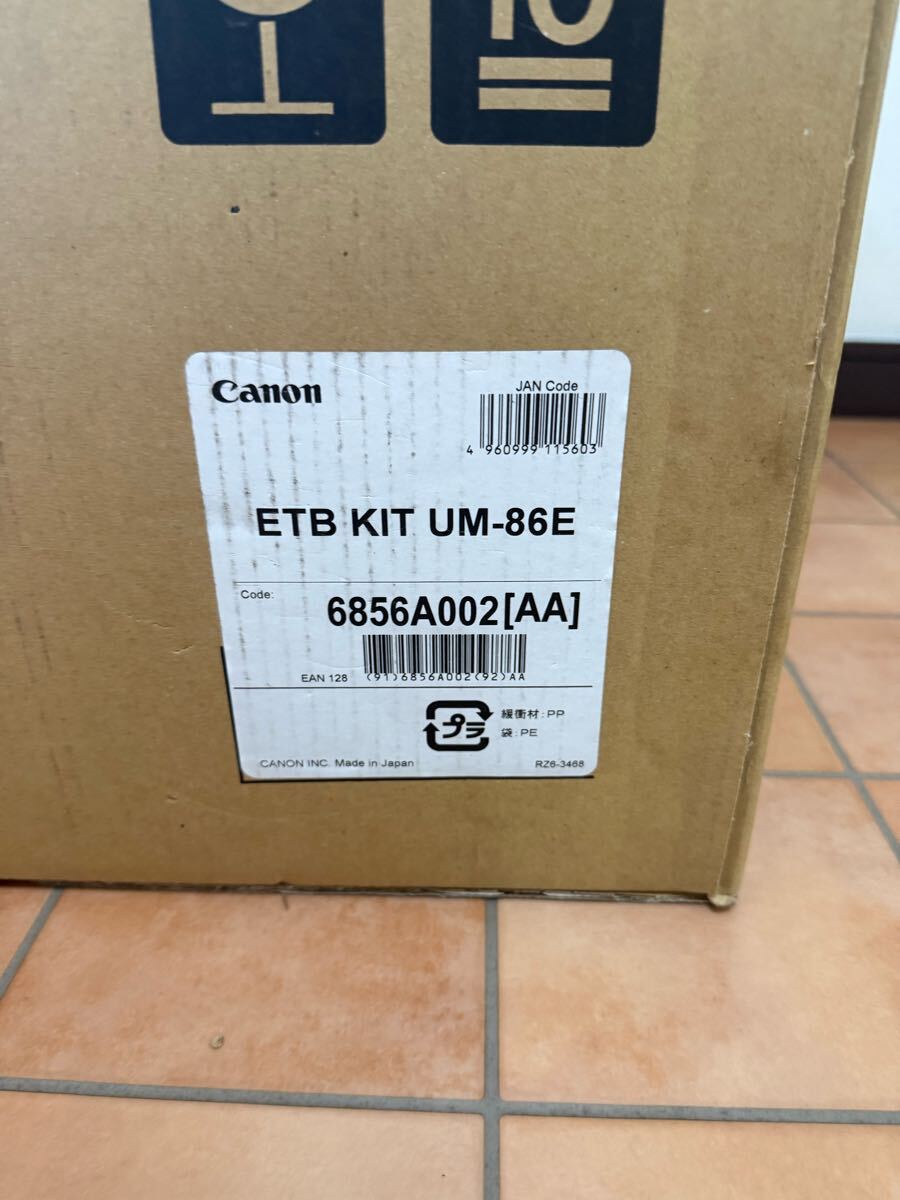 10
Canon
JAN Code
4 960999 115603
ETB KIT UM-86E
Code:
6856A002[AA]
EAN 128
(91)6856A002(92)AA
プラ
緩衝材:PP
袋:PE
CANON INC. Made in Japan
RZ6-3468